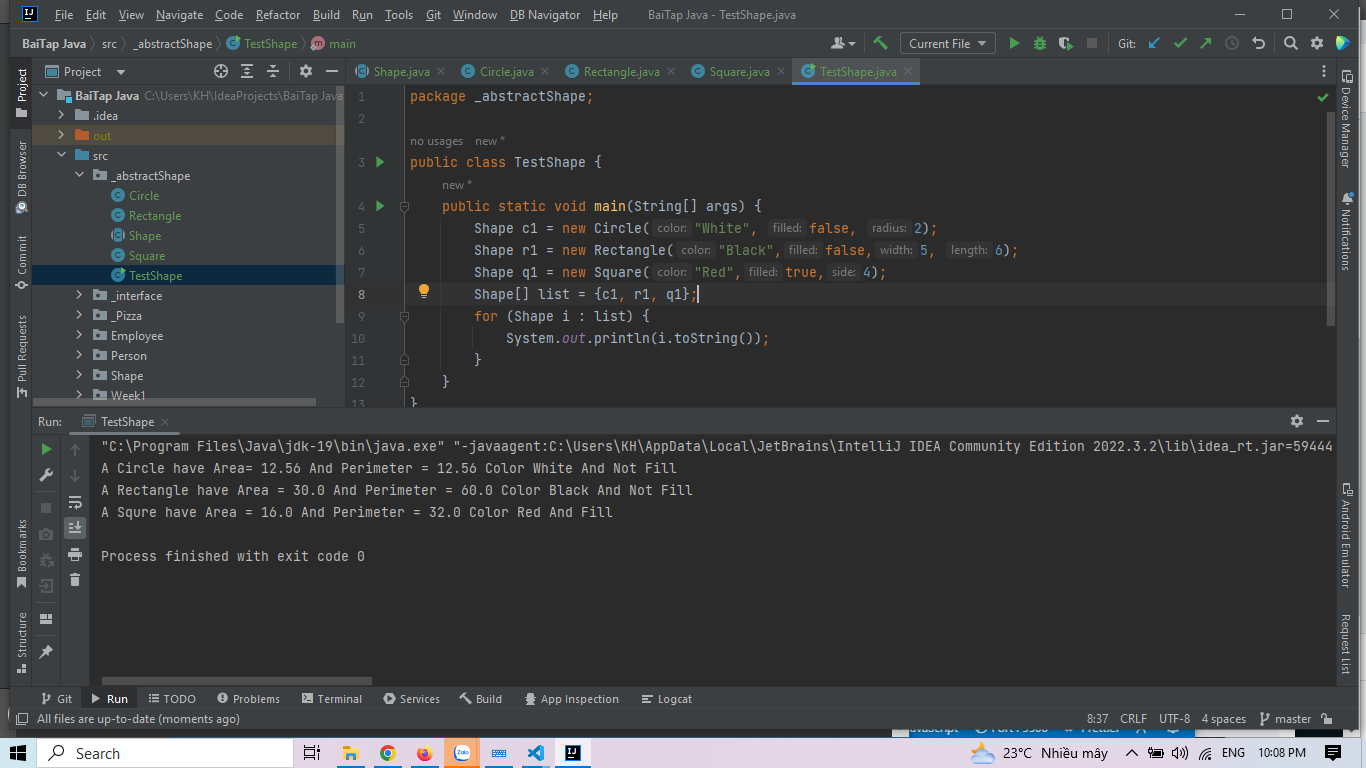 File Edit View Navigate Code Refactor Build Run Tools Git Window DB Navigator Help BaiTap Java - TestShape.java
BaiTap Java src _abstractShape TestShape main Current File Git:
Project
Shape.java Circle.java Rectangle.java Square.java TestShape.java
BaiTap Java C:\Users\KH\IdeaProjects\BaiTap Java
.idea
out
src
_abstractShape
Circle
Rectangle
Shape
Square
TestShape
_interface
_Pizza
Employee
Person
Shape
Week1
1 package _abstractShape;
2
no usages new *
3 public class TestShape {
new *
4 public static void main(String[] args) {
5 Shape c1 = new Circle( color: "White", filled: false, radius: 2);
6 Shape r1 = new Rectangle( color: "Black", filled: false, width: 5, length: 6);
7 Shape q1 = new Square( color: "Red", filled: true, side: 4);
8 Shape[] list = {c1, r1, q1};
9 for (Shape i : list) {
10 System.out.println(i.toString());
11 }
12 }
13 }
Project
DB Browser
Commit
Pull Requests
Bookmarks
Structure
Device Manager
Notifications
Android Emulator
Request List
Run: TestShape
"C:\Program Files\Java\jdk-19\bin\java.exe" "-javaagent:C:\Users\KH\AppData\Local\JetBrains\IntelliJ IDEA Community Edition 2022.3.2\lib\idea_rt.jar=59444
A Circle have Area= 12.56 And Perimeter = 12.56 Color White And Not Fill
A Rectangle have Area = 30.0 And Perimeter = 60.0 Color Black And Not Fill
A Squre have Area = 16.0 And Perimeter = 32.0 Color Red And Fill
Process finished with exit code 0
Git Run TODO Problems Terminal Services Build App Inspection Logcat
All files are up-to-date (moments ago) 8:37 CRLF UTF-8 4 spaces master
Search Zalo 23°C Nhiều mây ENG 10:08 PM